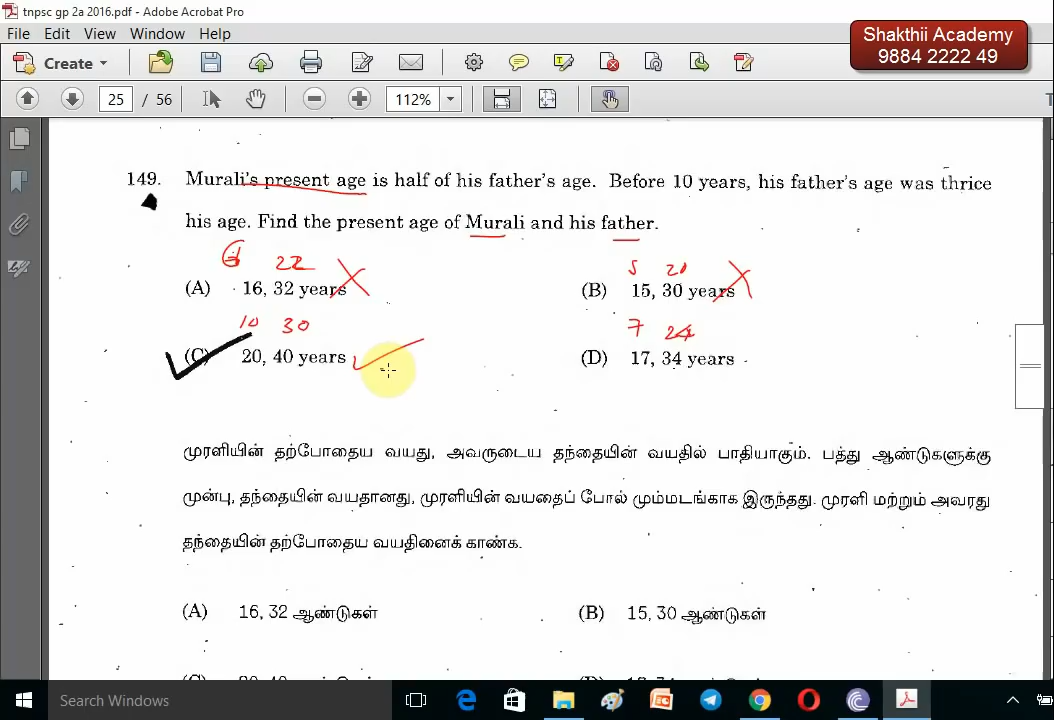 tnpsc gp 2a 2016.pdf - Adobe Acrobat Pro
File Edit View Window Help
Shakthii Academy
9884 2222 49
Create
25 / 56
112%
149. Murali's present age is half of his father's age. Before 10 years, his father's age was thrice
his age. Find the present age of Murali and his father.
22
5 20
(A) 16, 32 years
(B) 15, 30 years
10 30
7 24
(C) 20, 40 years
(D) 17, 34 years
முரளியின் தற்போதைய வயது, அவருடைய தந்தையின் வயதில் பாதியாகும். பத்து ஆண்டுகளுக்கு
முன்பு, தந்தையின் வயதானது, முரளியின் வயதைப் போல் மும்மடங்காக இருந்தது. முரளி மற்றும் அவரது
தந்தையின் தற்போதைய வயதினைக் காண்க.
(A) 16, 32 ஆண்டுகள்
(B) 15, 30 ஆண்டுகள்
Search Windows